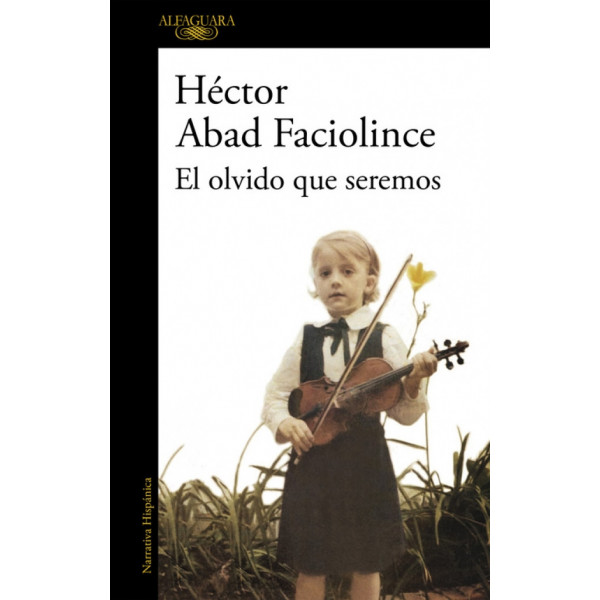 ALFAGUARA
Héctor
Abad Faciolince
El olvido que seremos
Narrativa Hispánica